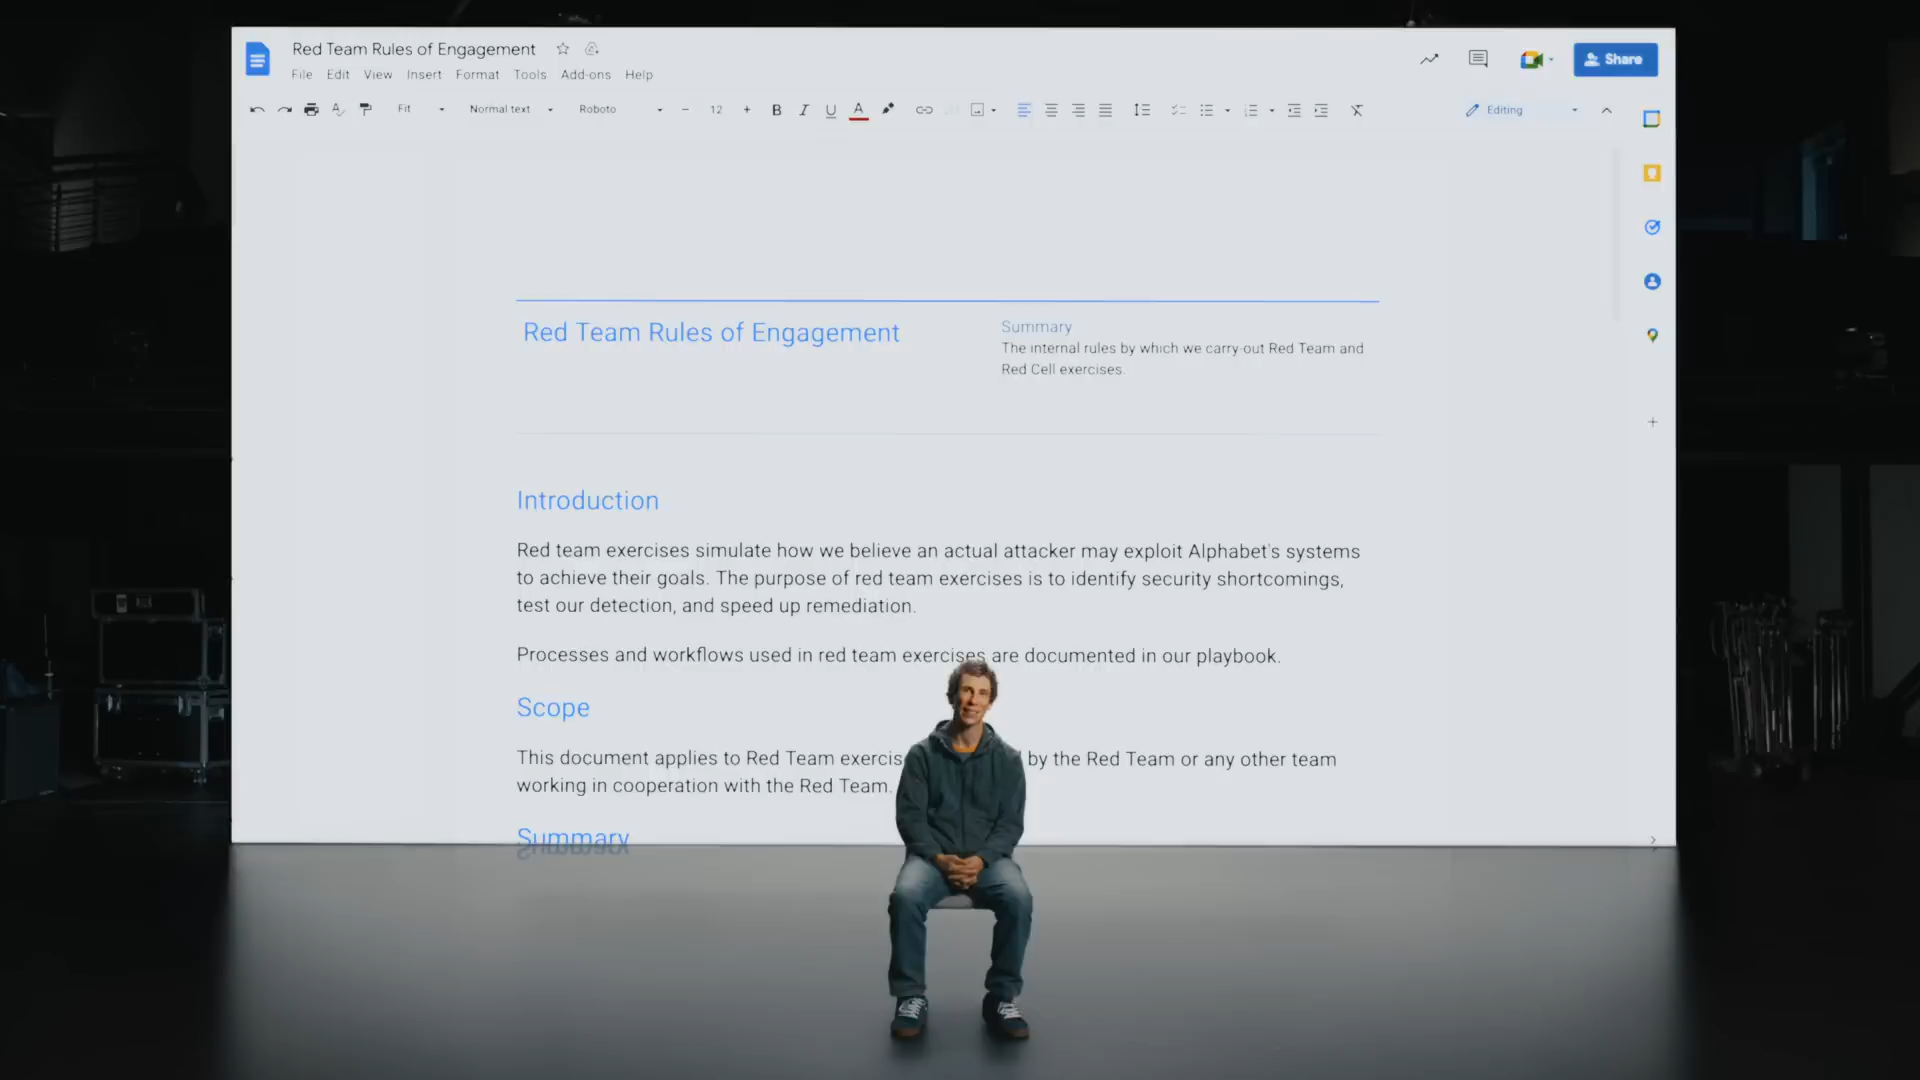 Red Team Rules of Engagement
File Edit View Insert Format Tools Add-ons Help
Share
Fit Normal text Roboto - 12 + B I U A Editing
Red Team Rules of Engagement
Summary
The internal rules by which we carry-out Red Team and
Red Cell exercises.
Introduction
Red team exercises simulate how we believe an actual attacker may exploit Alphabet's systems
to achieve their goals. The purpose of red team exercises is to identify security shortcomings,
test our detection, and speed up remediation.
Processes and workflows used in red team exercises are documented in our playbook.
Scope
This document applies to Red Team by the Red Team or any other team
working in cooperation with the Red Team.
Summary